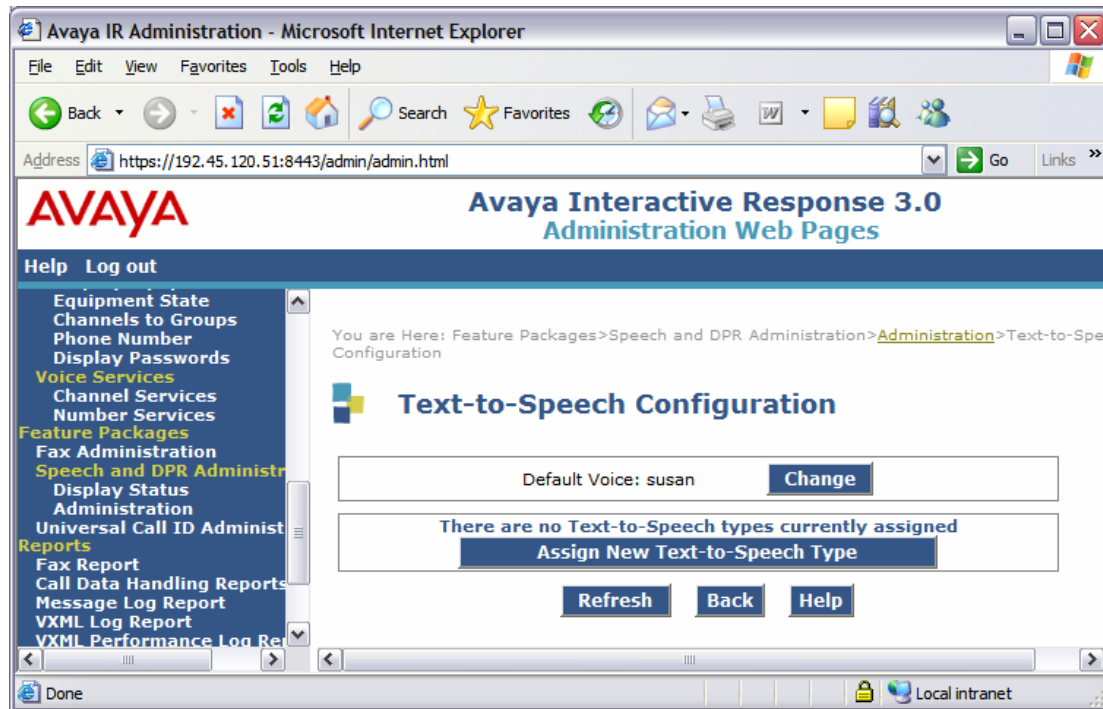 Avaya IR Administration - Microsoft Internet Explorer
File Edit View Favorites Tools Help
Back Search Favorites
Address https://192.45.120.51:8443/admin/admin.html Go Links »
AVAYA
Avaya Interactive Response 3.0
Administration Web Pages
Help Log out
Equipment State
Channels to Groups
Phone Number
Display Passwords
Voice Services
Channel Services
Number Services
Feature Packages
Fax Administration
Speech and DPR Administr
Display Status
Administration
Universal Call ID Administ
Reports
Fax Report
Call Data Handling Reports
Message Log Report
VXML Log Report
VXML Performance Log Re
You are Here: Feature Packages>Speech and DPR Administration>Administration>Text-to-Spe
Configuration
Text-to-Speech Configuration
Default Voice: susan Change
There are no Text-to-Speech types currently assigned
Assign New Text-to-Speech Type
Refresh Back Help
Done Local intranet